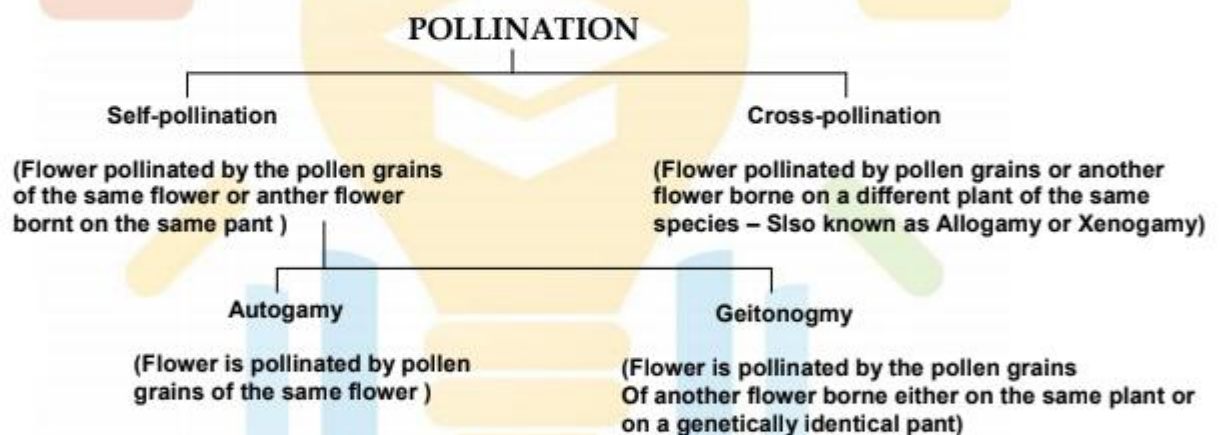 POLLINATION
Self-pollination
(Flower pollinated by the pollen grains
of the same flower or anther flower
bornt on the same pant )
Cross-pollination
(Flower pollinated by pollen grains or another
flower borne on a different plant of the same
species – Slso known as Allogamy or Xenogamy)
Autogamy
(Flower is pollinated by pollen
grains of the same flower )
Geitonogmy
(Flower is pollinated by the pollen grains
Of another flower borne either on the same plant or
on a genetically identical pant)